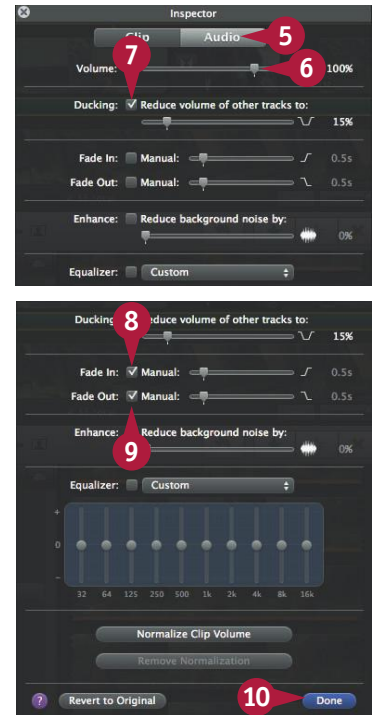 Inspector
Clip Audio 5
7
Volume: 6 100%
Ducking: Reduce volume of other tracks to:
15%
Fade In: Manual: 0.5s
Fade Out: Manual: 0.5s
Enhance: Reduce background noise by:
0%
Equalizer: Custom
Ducking 8 educe volume of other tracks to:
15%
Fade In: Manual: 0.5s
Fade Out: Manual: 0.5s
Enhance: Reduce background noise by:
9 0%
Equalizer: Custom
+
0
–
32 64 125 250 500 1k 2k 4k 8k 16k
Normalize Clip Volume
Remove Normalization
? Revert to Original 10 Done